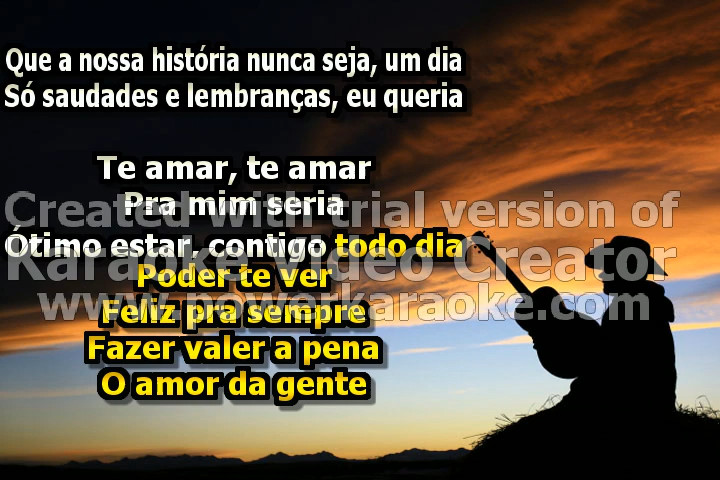 Que a nossa história nunca seja, um dia
Só saudades e lembranças, eu queria
Te amar, te amar
Pra mim seria
Created with trial version of
Ótimo estar, contigo todo dia
Karaoke Video Creator
Poder te ver
www.powerkaraoke.com
Feliz pra sempre
Fazer valer a pena
O amor da gente